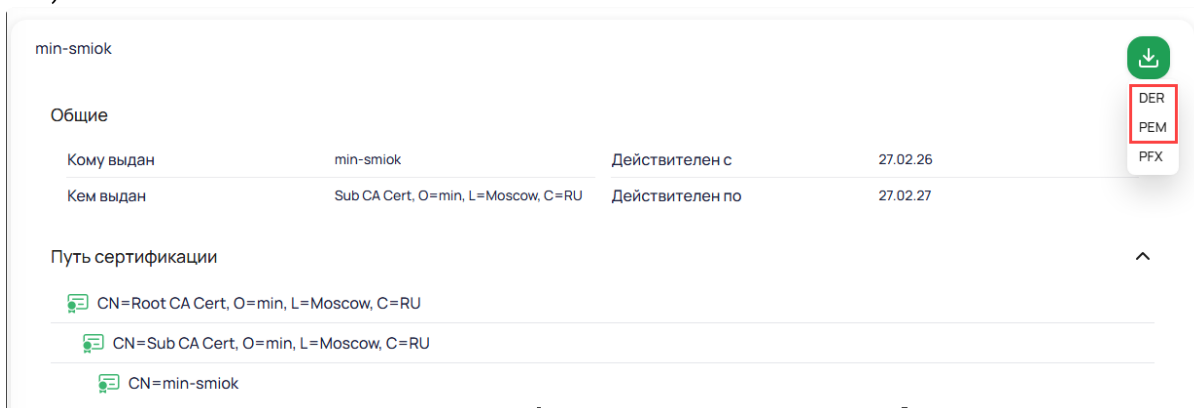 min-smiok
DER
PEM
PFX
Общие
Кому выдан min-smiok Действителен с 27.02.26
Кем выдан Sub CA Cert, O=min, L=Moscow, C=RU Действителен по 27.02.27
Путь сертификации
CN=Root CA Cert, O=min, L=Moscow, C=RU
CN=Sub CA Cert, O=min, L=Moscow, C=RU
CN=min-smiok